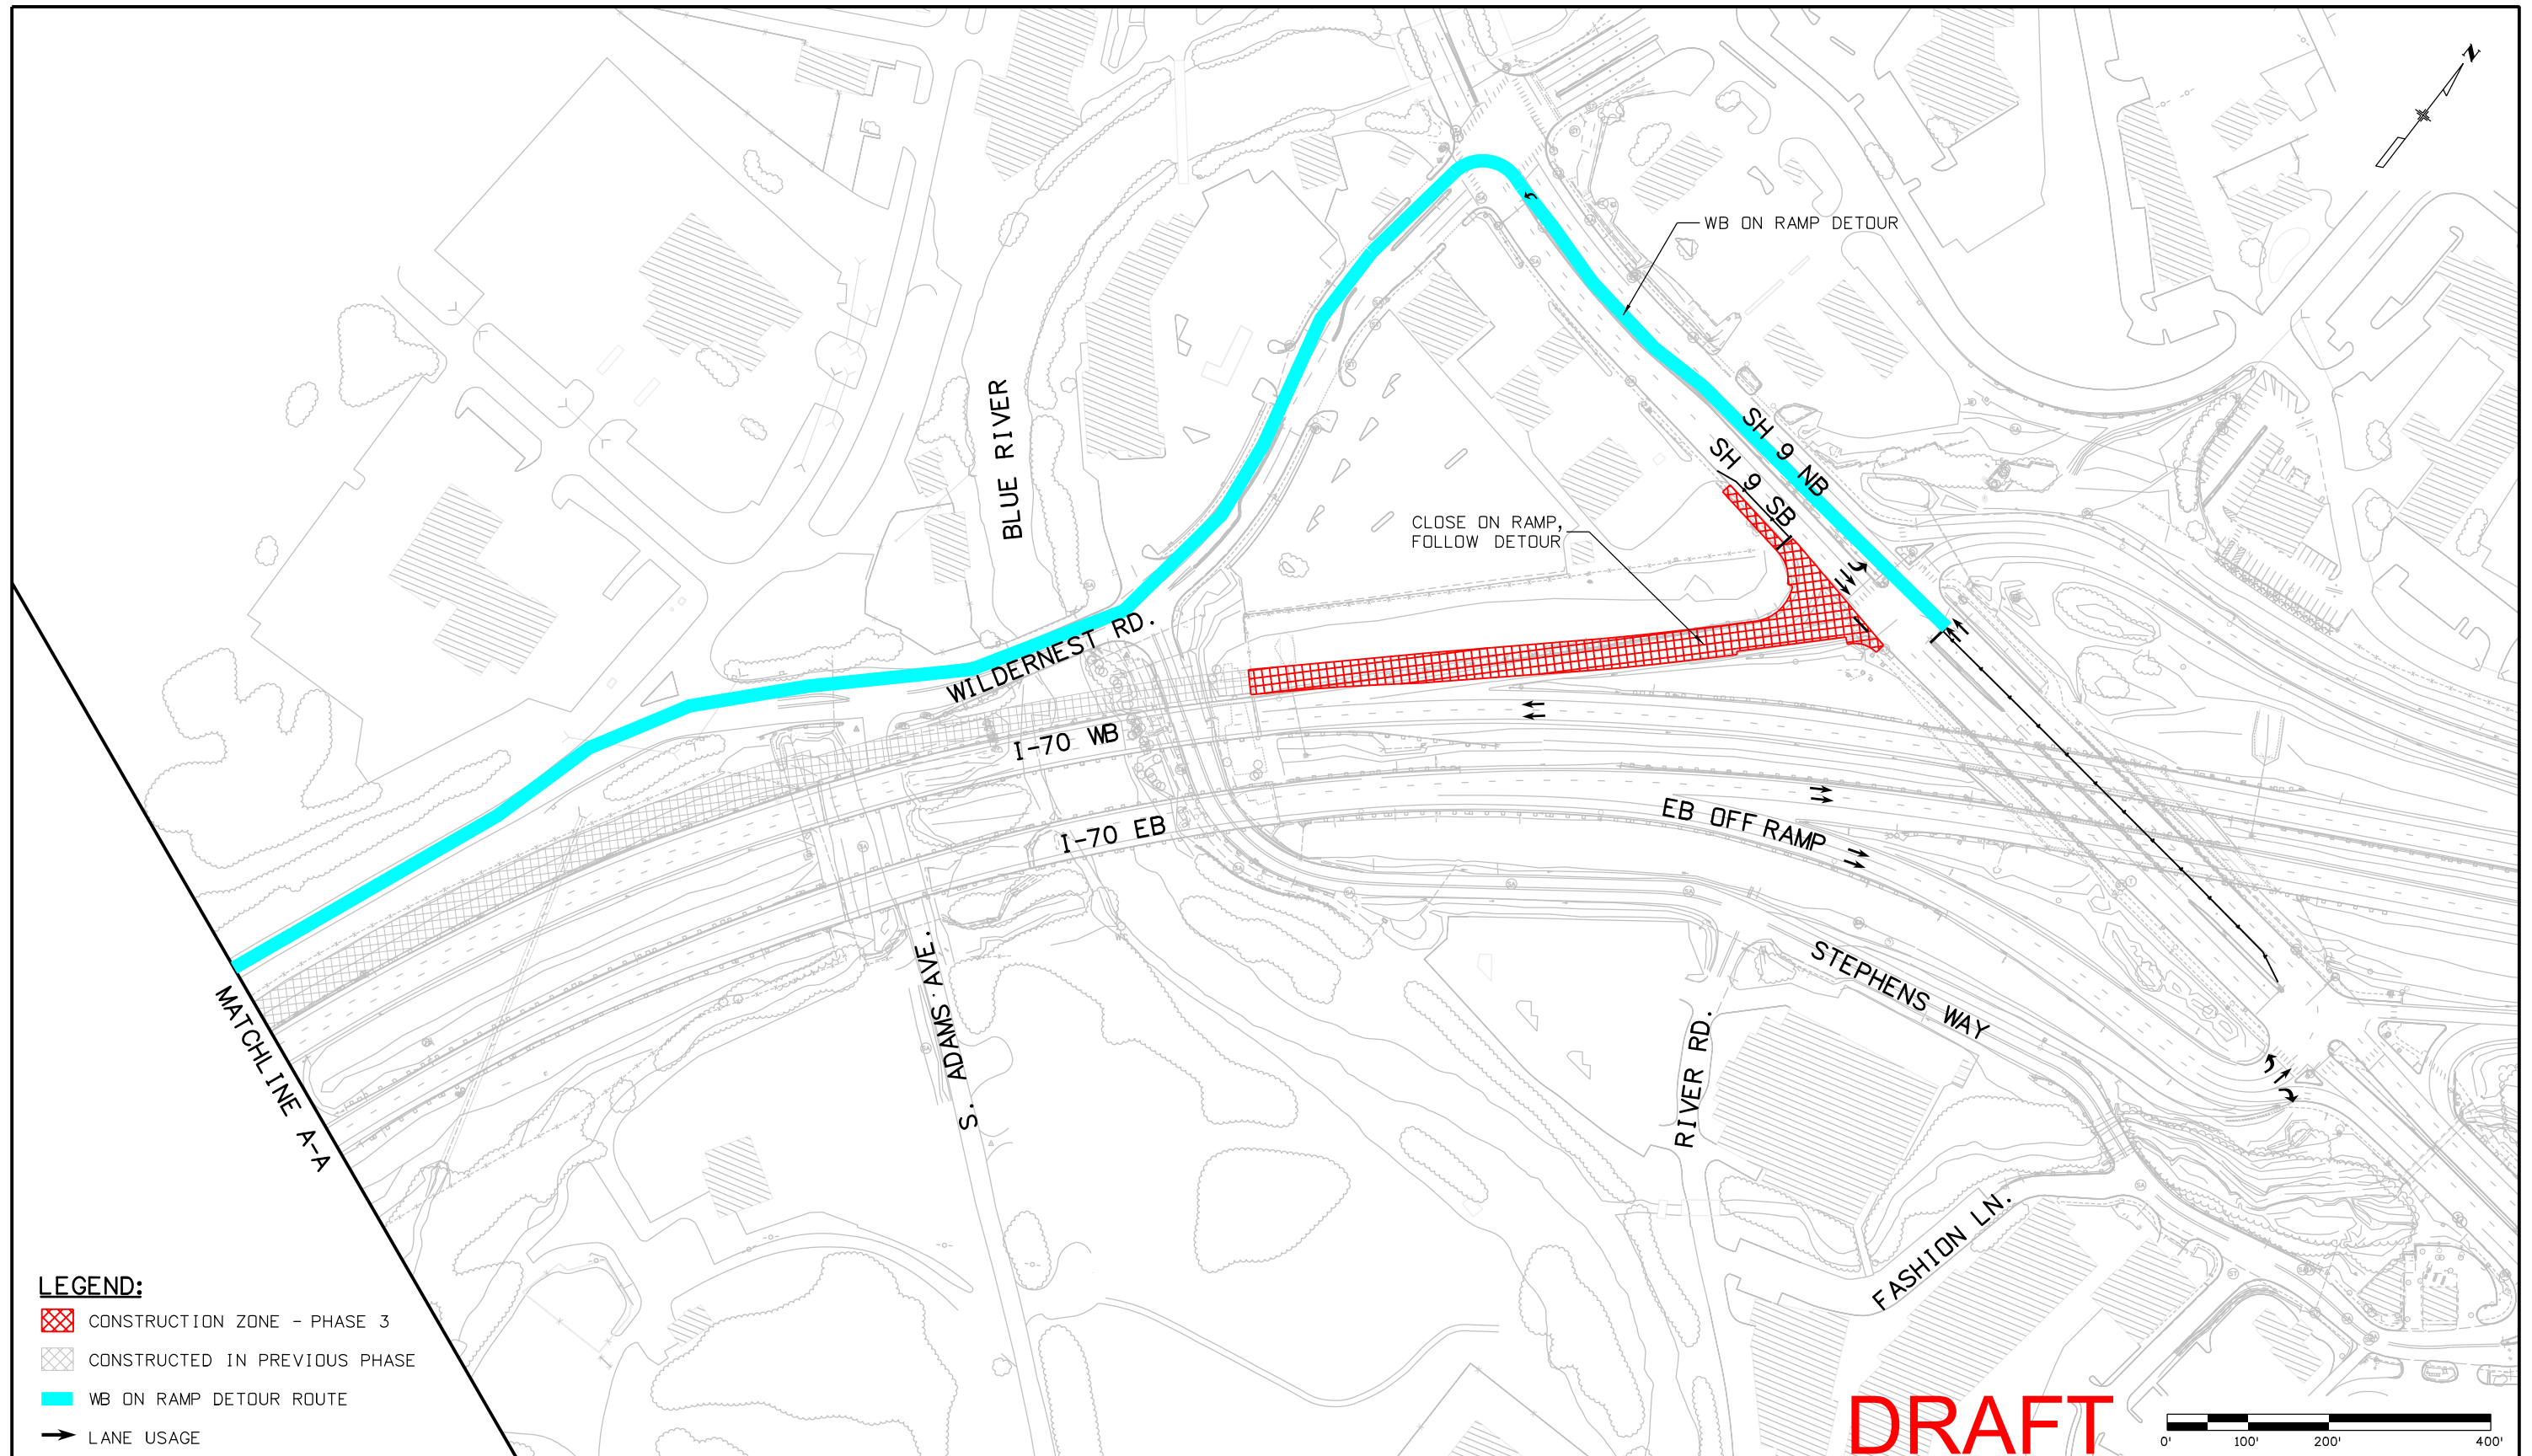 N
WB ON RAMP DETOUR
BLUE RIVER
SH 9 NB
SH 9 SB
CLOSE ON RAMP,
FOLLOW DETOUR
WILDERNEST RD.
I-70 WB
I-70 EB
EB OFF RAMP
STEPHENS WAY
S. ADAMS AVE.
RIVER RD.
MATCHLINE A-A
FASHION LN.
LEGEND:
CONSTRUCTION ZONE - PHASE 3
CONSTRUCTED IN PREVIOUS PHASE
WB ON RAMP DETOUR ROUTE
LANE USAGE
DRAFT
0' 100' 200' 400'